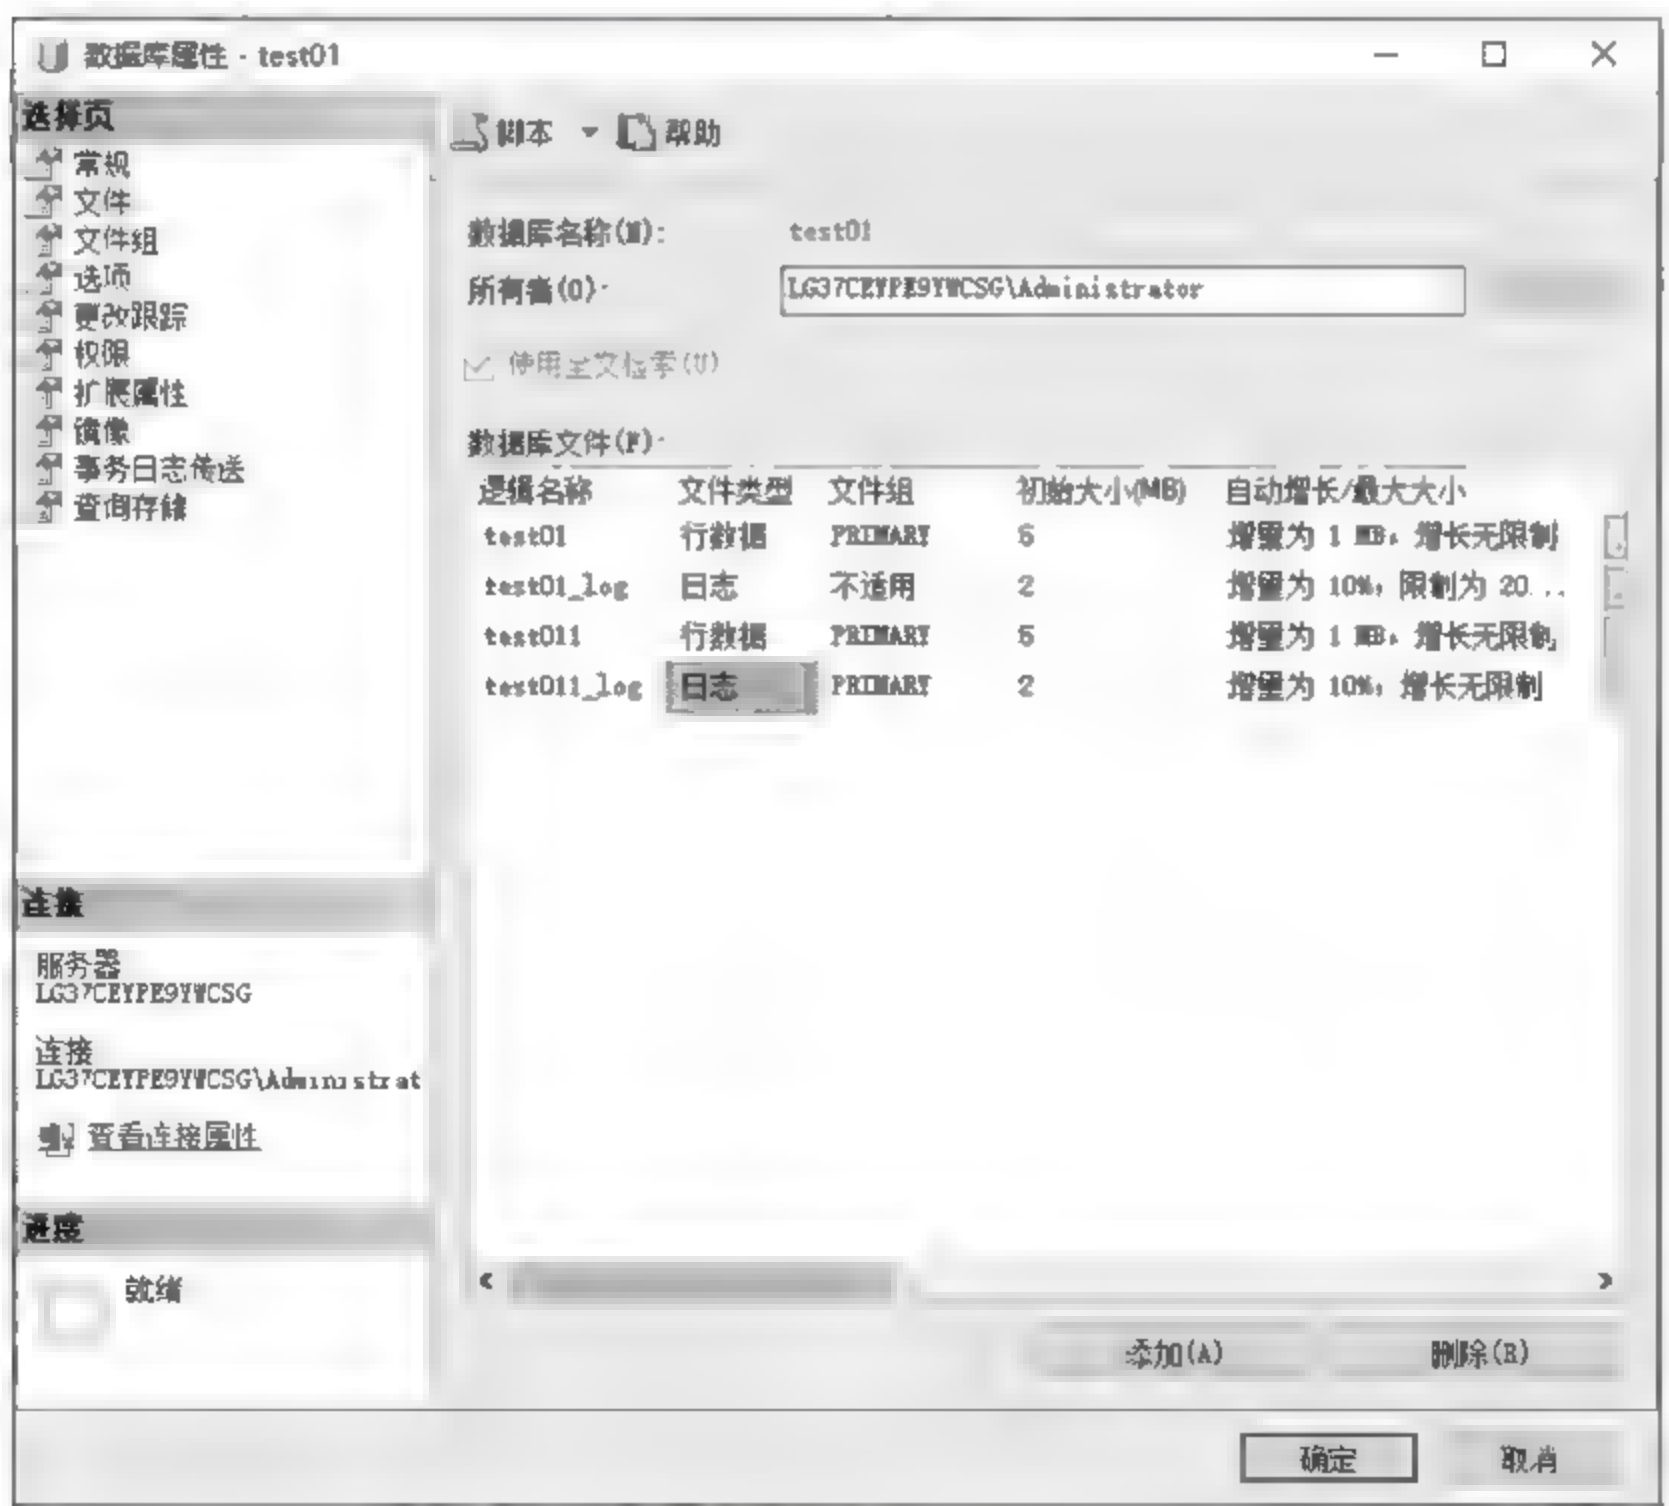 数据库属性 - test01
选择页
常规
文件
文件组
选项
更改跟踪
权限
扩展属性
镜像
事务日志传送
查询存储
连接
服务器
LG37CEYPE9YWCSG
连接
LG37CEYPE9YWCSG\Administrat
查看连接属性
进度
就绪
脚本 帮助
数据库名称(N): test01
所有者(O): LG37CEYPE9YWCSG\Administrator
使用全文检索(U)
数据库文件(F):
逻辑名称 文件类型 文件组 初始大小(MB) 自动增长/最大大小
test01 行数据 PRIMARY 5 增量为 1 MB，增长无限制
test01_log 日志 不适用 2 增量为 10%，限制为 20...
test011 行数据 PRIMARY 5 增量为 1 MB，增长无限制
test011_log 日志 PRIMARY 2 增量为 10%，增长无限制
添加(A) 删除(R)
确定 取消